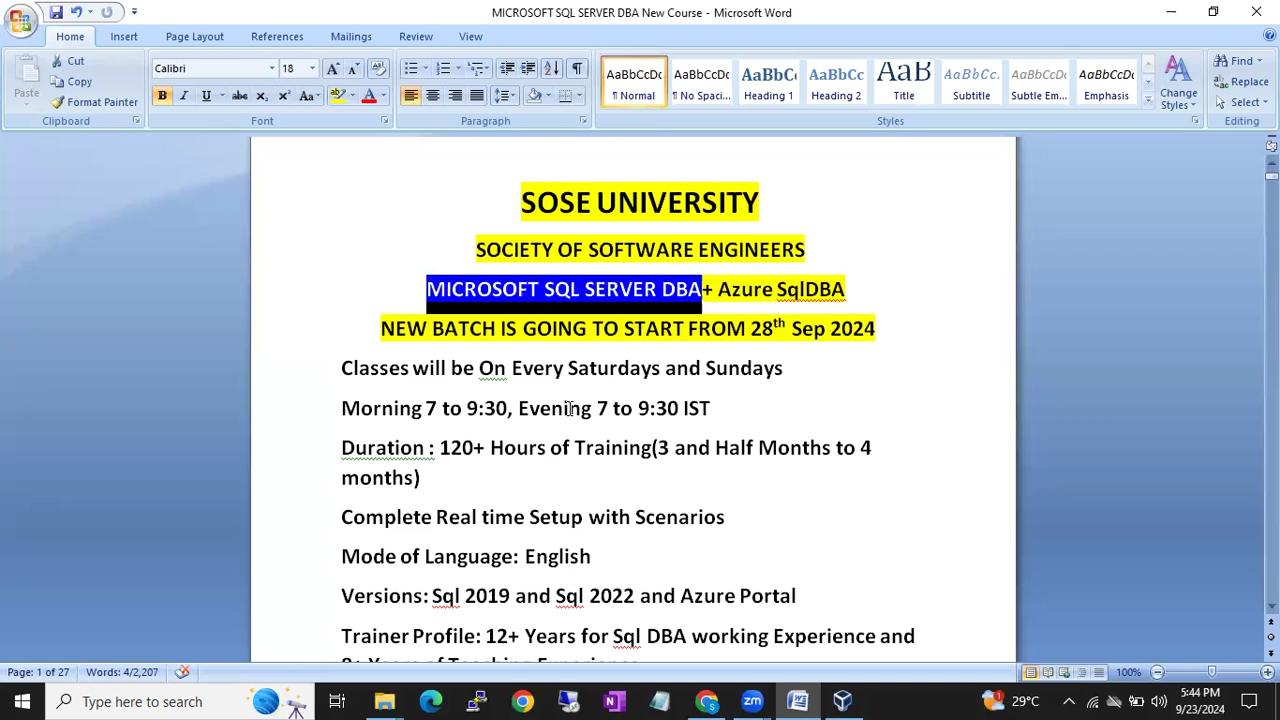 MICROSOFT SQL SERVER DBA New Course - Microsoft Word
Home Insert Page Layout References Mailings Review View
Paste
Cut
Copy
Format Painter
Clipboard
Calibri 18
B I U abc x₂ x² Aa
Font
Paragraph
AaBbCcDc AaBbCcDc AaBbCc AaBbCc AaB AaBbCc. AaBbCcDc AaBbCcDc
¶ Normal ¶ No Spaci... Heading 1 Heading 2 Title Subtitle Subtle Em... Emphasis
Change Styles
Styles
Find
Replace
Select
Editing
SOSE UNIVERSITY
SOCIETY OF SOFTWARE ENGINEERS
MICROSOFT SQL SERVER DBA+ Azure SqlDBA
NEW BATCH IS GOING TO START FROM 28th Sep 2024
Classes will be On Every Saturdays and Sundays
Morning 7 to 9:30, Evening 7 to 9:30 IST
Duration : 120+ Hours of Training(3 and Half Months to 4
months)
Complete Real time Setup with Scenarios
Mode of Language: English
Versions: Sql 2019 and Sql 2022 and Azure Portal
Trainer Profile: 12+ Years for Sql DBA working Experience and
Years of Teaching Experience
Page: 1 of 27 Words: 4/2,207 100%
Type here to search
29°C
5:44 PM
9/23/2024